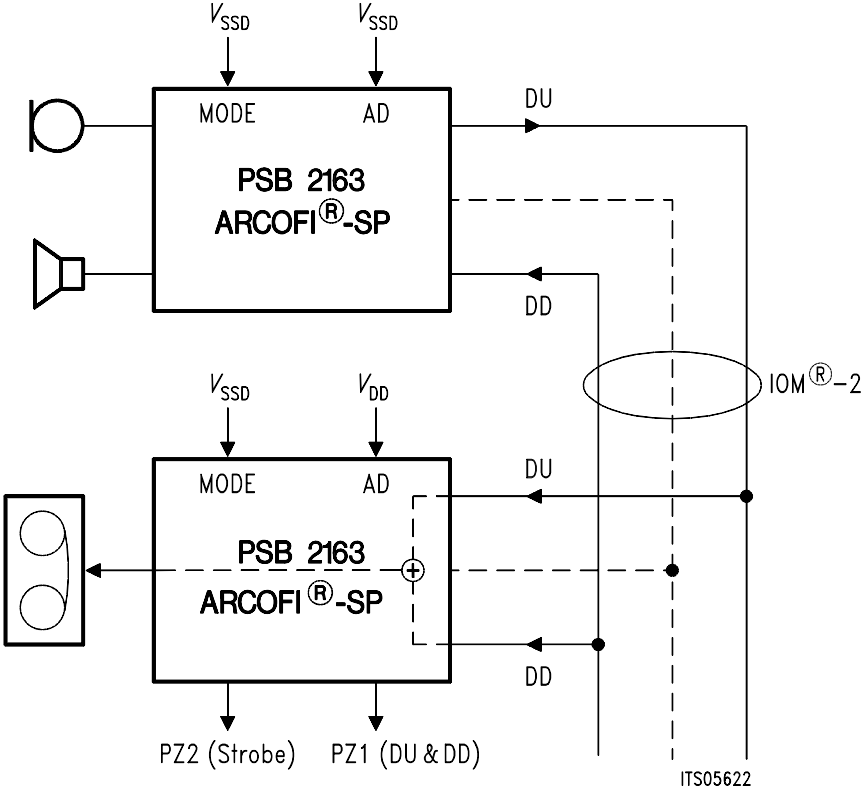 VSSD
VSSD
MODE
AD
DU
PSB 2163
ARCOFI®-SP
DD
IOM®-2
VSSD
VDD
MODE
AD
DU
PSB 2163
ARCOFI®-SP
DD
PZ2 (Strobe)
PZ1 (DU & DD)
ITS05622